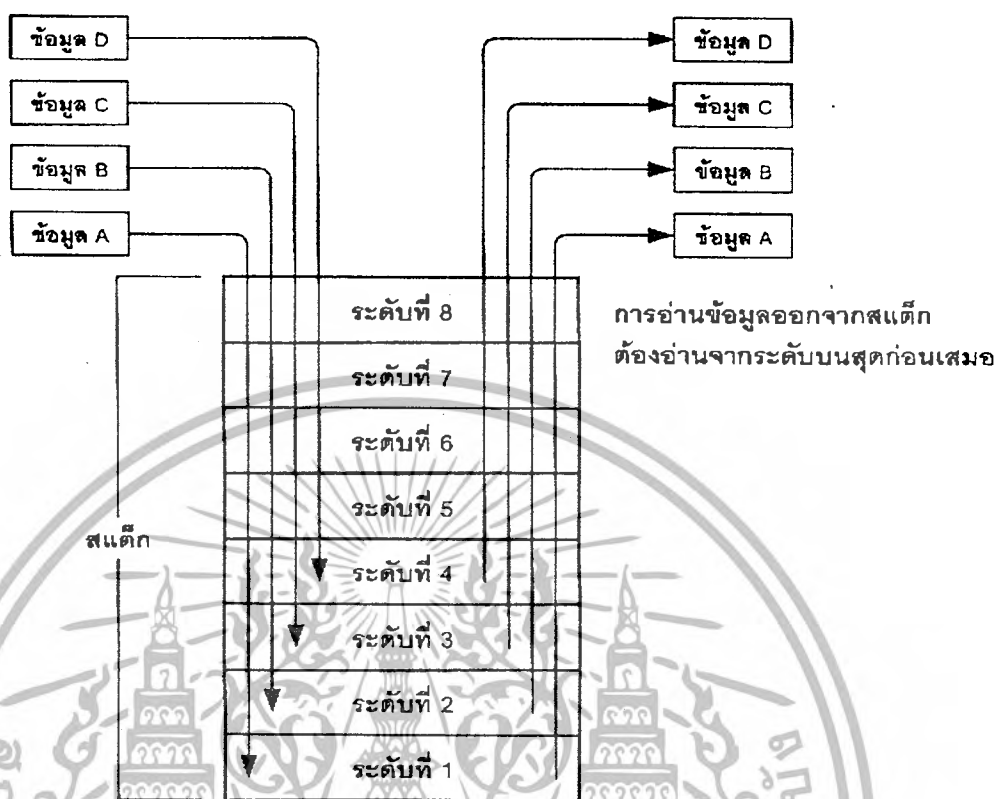 ข้อมูล D
ข้อมูล D
ข้อมูล C
ข้อมูล C
ข้อมูล B
ข้อมูล B
ข้อมูล A
ข้อมูล A
ระดับที่ 8
การอ่านข้อมูลออกจากสแต็ก
ต้องอ่านจากระดับบนสุดก่อนเสมอ
ระดับที่ 7
ระดับที่ 6
ระดับที่ 5
สแต็ก
ระดับที่ 4
ระดับที่ 3
ระดับที่ 2
ระดับที่ 1